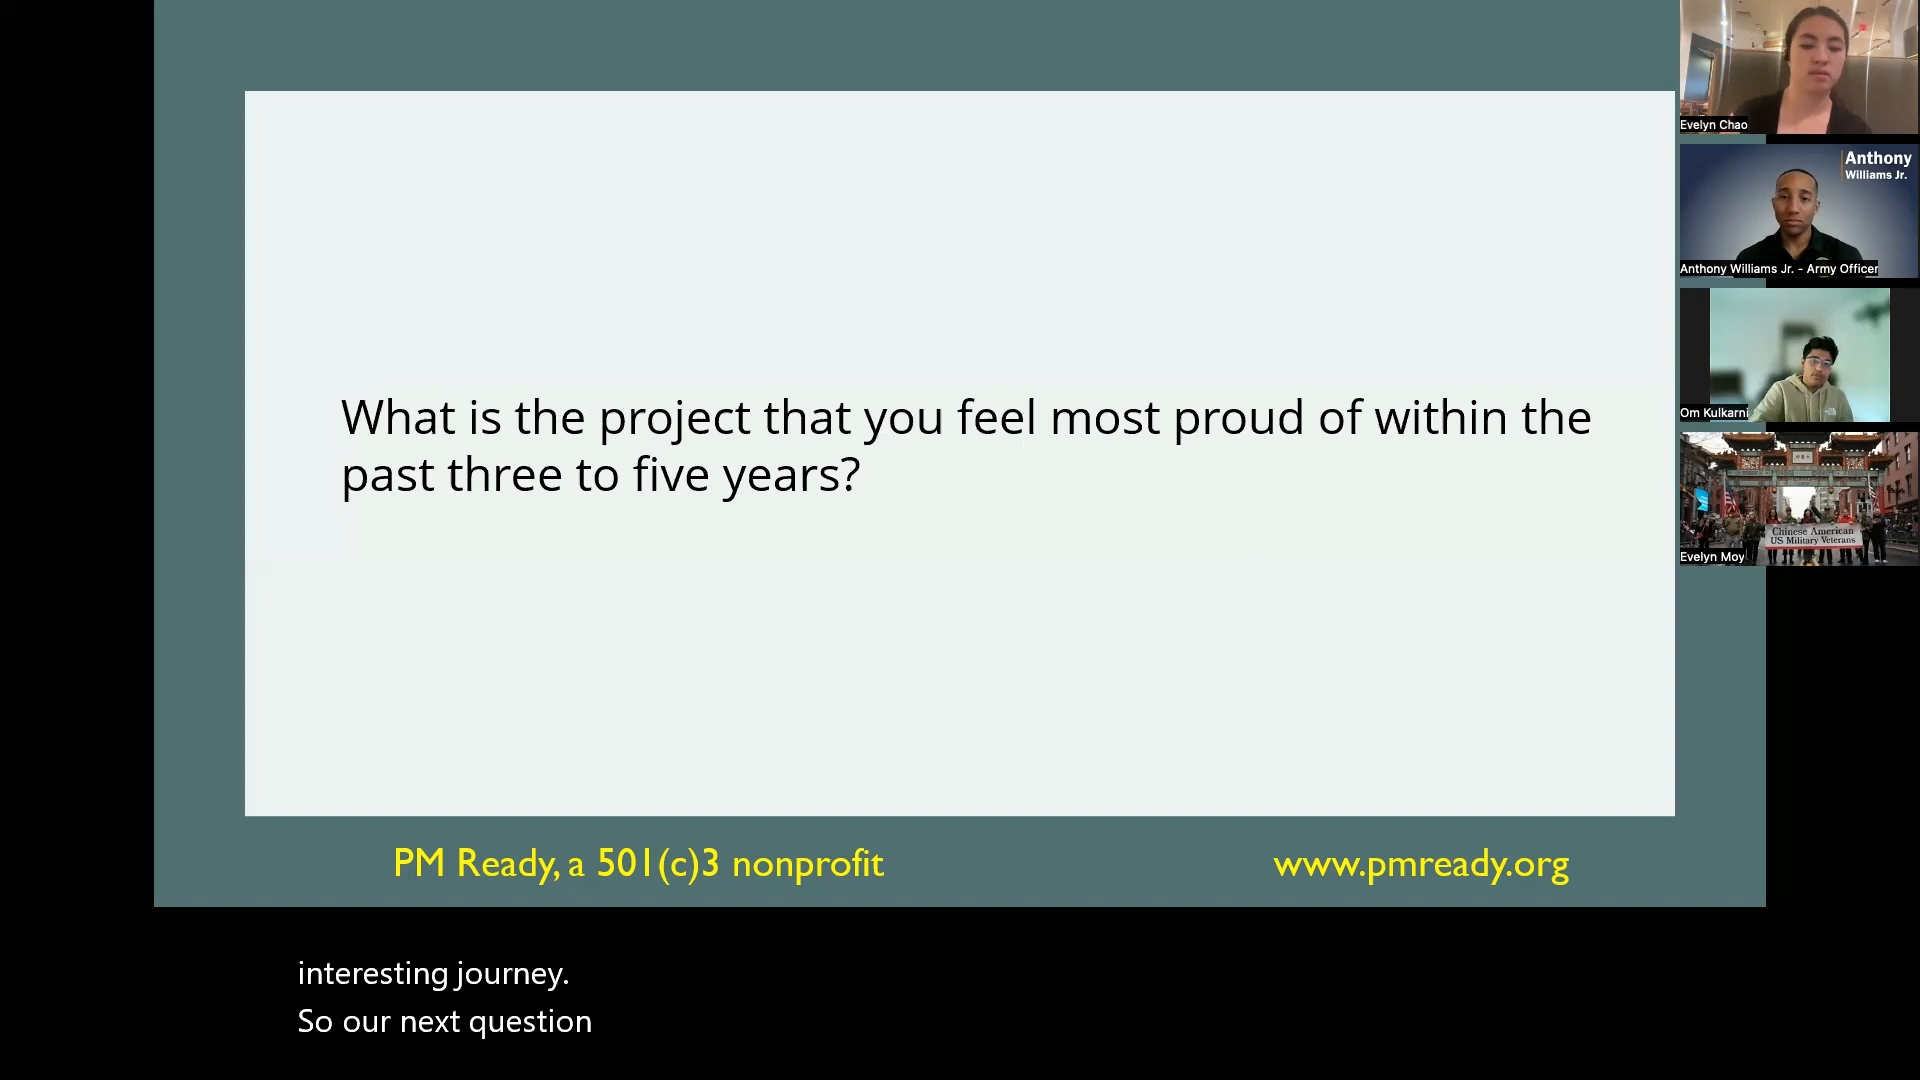 What is the project that you feel most proud of within the
past three to five years?
PM Ready, a 501(c)3 nonprofit
www.pmready.org
interesting journey.
So our next question
Evelyn Chao
Anthony
Williams Jr.
Anthony Williams Jr. - Army Officer
Om Kulkarni
Chinese American
US Military Veterans
Evelyn Moy